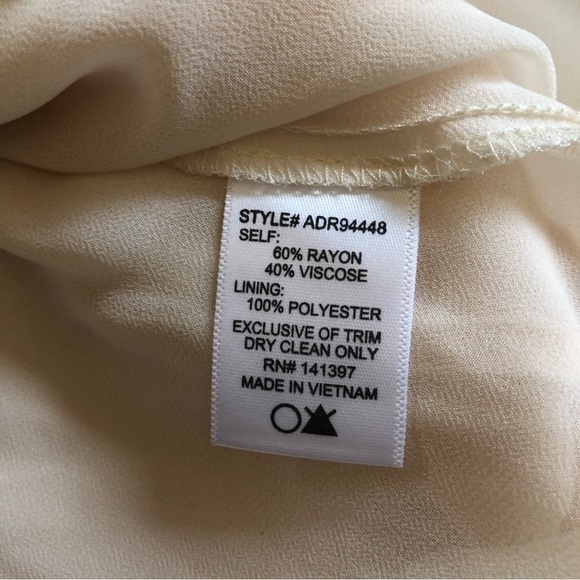 STYLE# ADR94448
SELF:
60% RAYON
40% VISCOSE
LINING:
100% POLYESTER
EXCLUSIVE OF TRIM
DRY CLEAN ONLY
RN# 141397
MADE IN VIETNAM